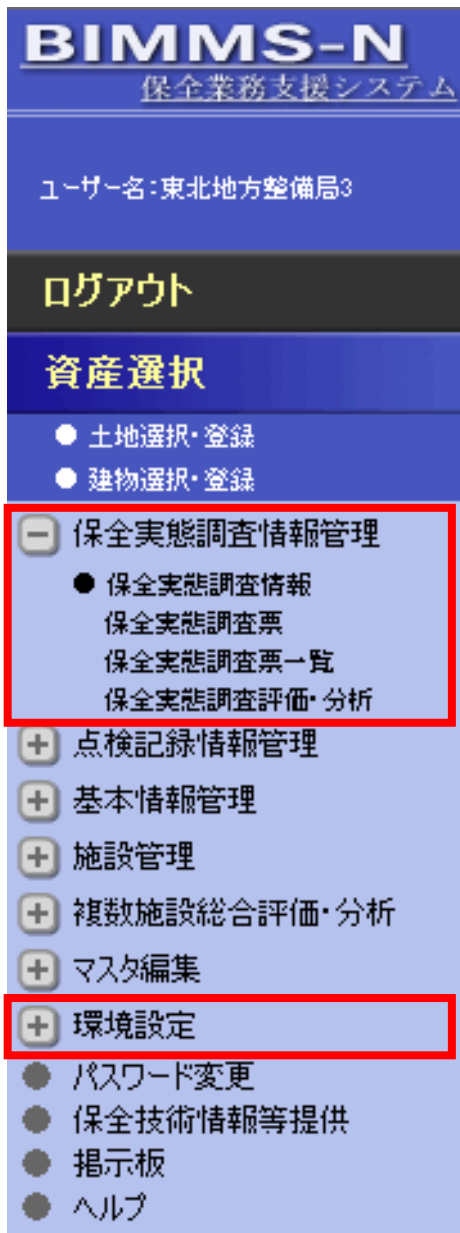 BIMMS-N
保全業務支援システム
ユーザー名：東北地方整備局3
ログアウト
資産選択
土地選択・登録
建物選択・登録
保全実態調査情報管理
保全実態調査情報
保全実態調査票
保全実態調査票一覧
保全実態調査評価・分析
点検記録情報管理
基本情報管理
施設管理
複数施設総合評価・分析
マスタ編集
環境設定
パスワード変更
保全技術情報等提供
掲示板
ヘルプ